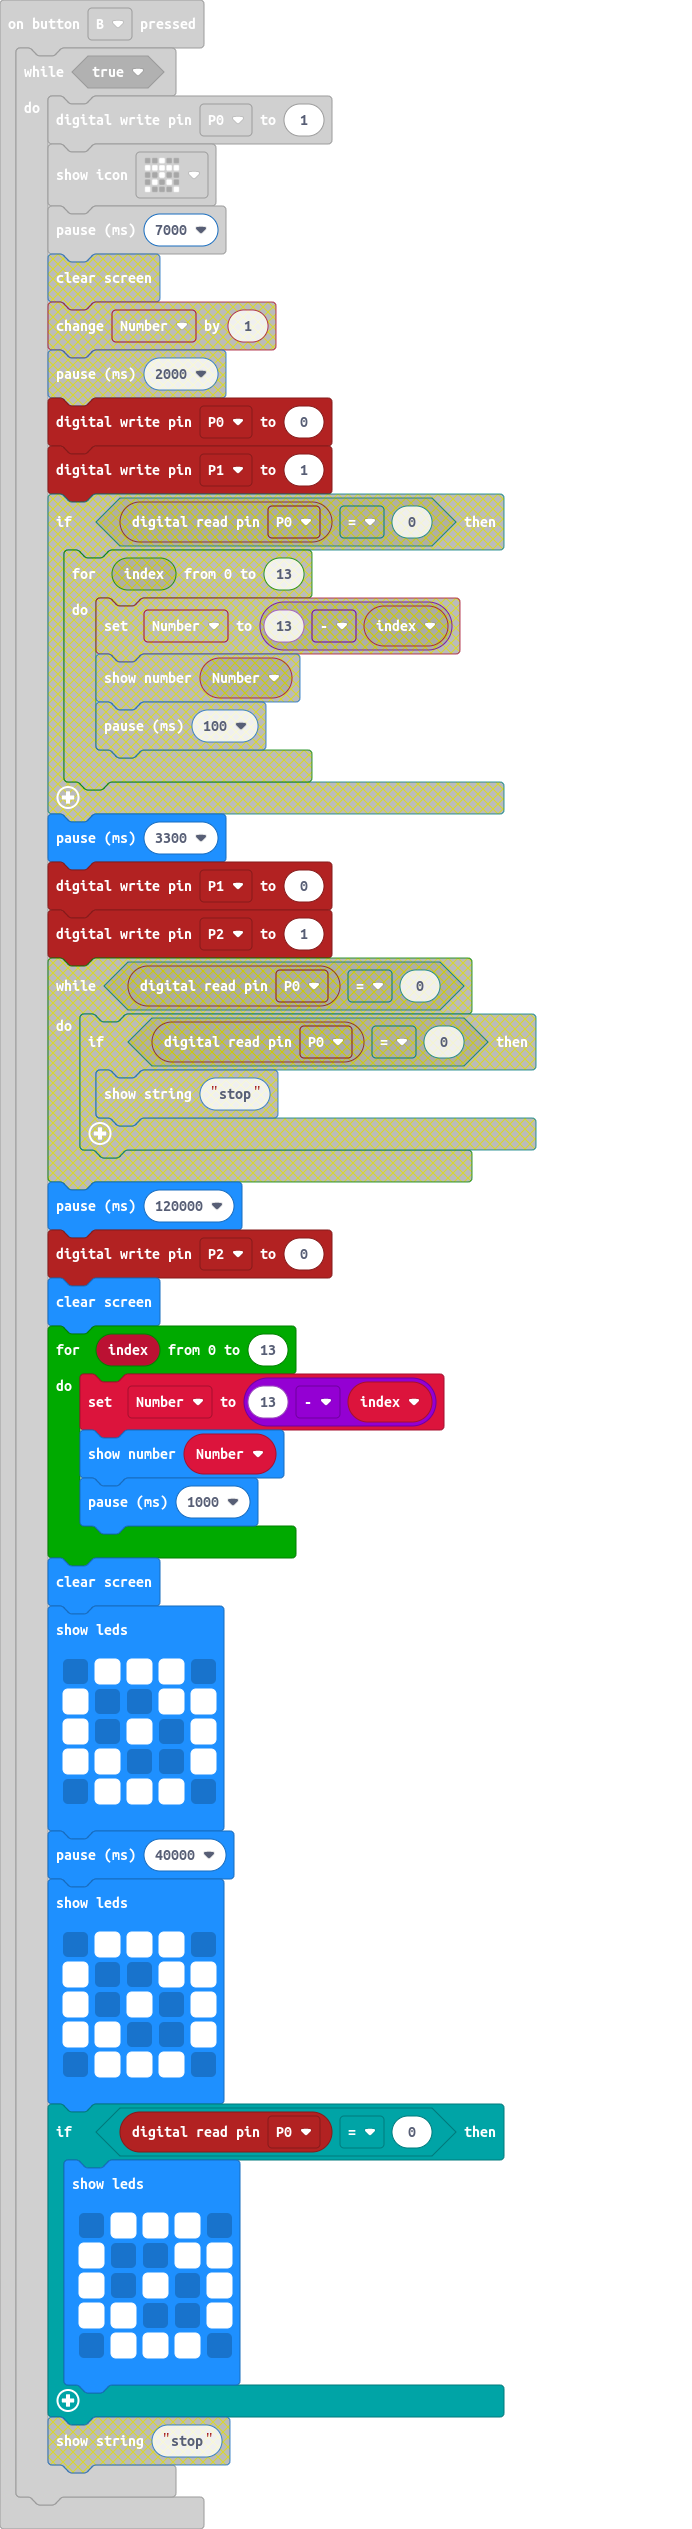 on button B pressed
while true
do
digital write pin P0 to 1
show icon
pause (ms) 7000
clear screen
change Number by 1
pause (ms) 2000
digital write pin P0 to 0
digital write pin P1 to 1
if digital read pin P0 = 0 then
for index from 0 to 13
do
set Number to 13 - index
show number Number
pause (ms) 100
pause (ms) 3300
digital write pin P1 to 0
digital write pin P2 to 1
while digital read pin P0 = 0
do if digital read pin P0 = 0 then
show string "stop"
pause (ms) 120000
digital write pin P2 to 0
clear screen
for index from 0 to 13
do
set Number to 13 - index
show number Number
pause (ms) 1000
clear screen
show leds
pause (ms) 40000
show leds
if digital read pin P0 = 0 then
show leds
show string "stop"